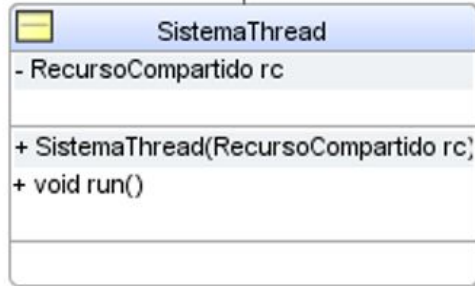 SistemaThread
- RecursoCompartido rc
+ SistemaThread(RecursoCompartido rc)
+ void run()